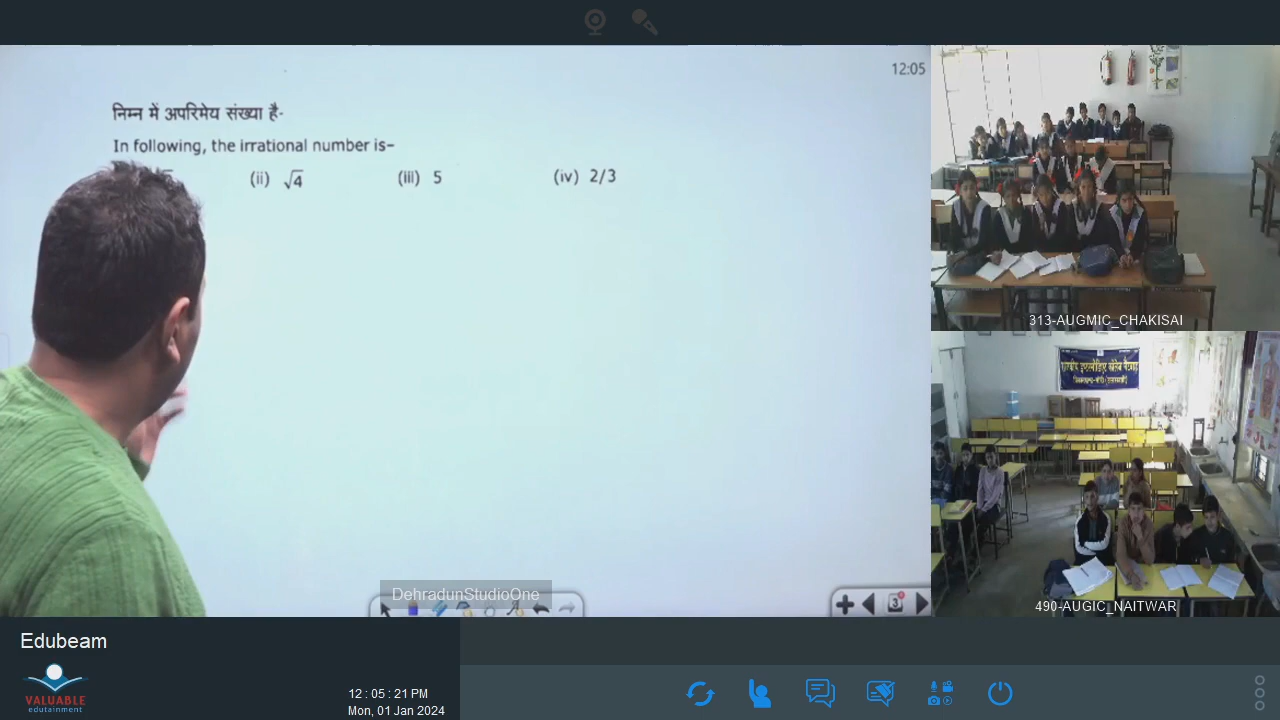 12:05
निम्न में अपरिमेय संख्या है-
In following, the irrational number is-
(ii) √4 (iii) 5 (iv) 2/3
313-AUGMIC_CHAKISAI
490-AUGIC_NAITWAR
DehradunStudioOne
3
Edubeam
VALUABLE
edutainment
12 : 05 : 21 PM
Mon, 01 Jan 2024